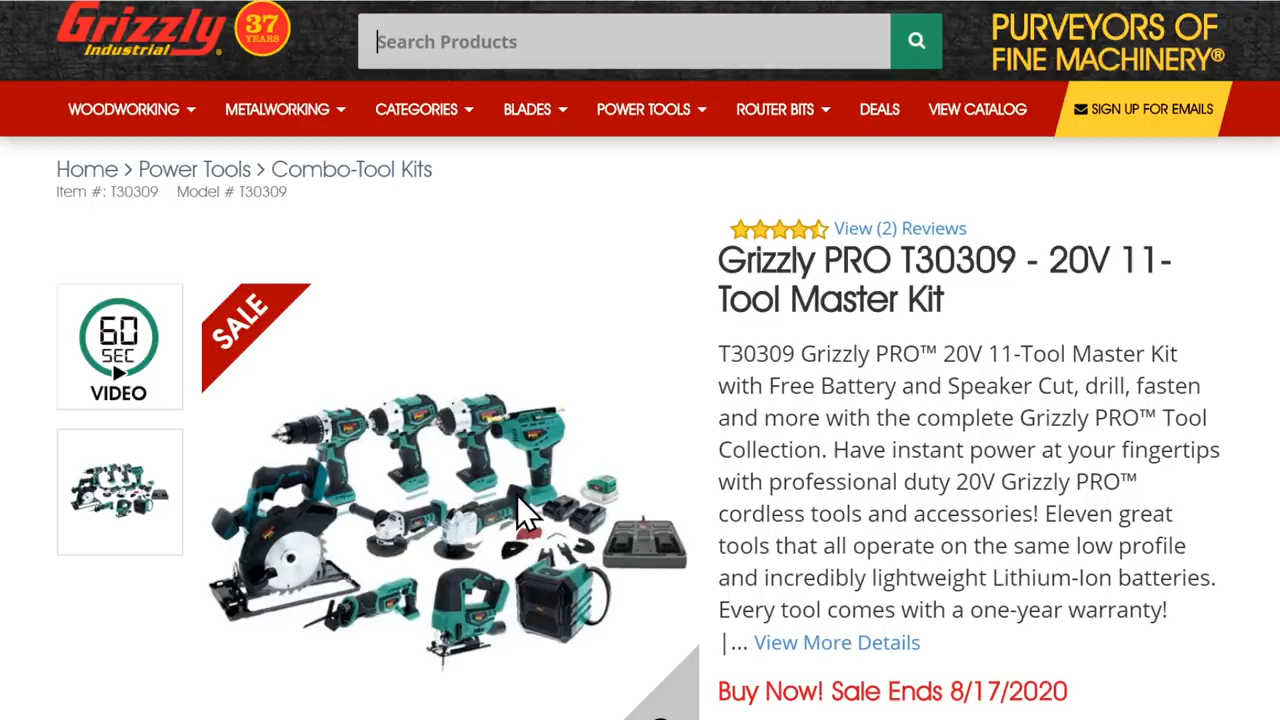 Grizzly
Industrial
37
YEARS
Search Products
PURVEYORS OF
FINE MACHINERY®
WOODWORKING
METALWORKING
CATEGORIES
BLADES
POWER TOOLS
ROUTER BITS
DEALS
VIEW CATALOG
SIGN UP FOR EMAILS
Home > Power Tools > Combo-Tool Kits
Item #: T30309 Model # T30309
View (2) Reviews
Grizzly PRO T30309 - 20V 11-
Tool Master Kit
60
SEC
VIDEO
SALE
T30309 Grizzly PRO™ 20V 11-Tool Master Kit
with Free Battery and Speaker Cut, drill, fasten
and more with the complete Grizzly PRO™ Tool
Collection. Have instant power at your fingertips
with professional duty 20V Grizzly PRO™
cordless tools and accessories! Eleven great
tools that all operate on the same low profile
and incredibly lightweight Lithium-Ion batteries.
Every tool comes with a one-year warranty!
|... View More Details
Buy Now! Sale Ends 8/17/2020